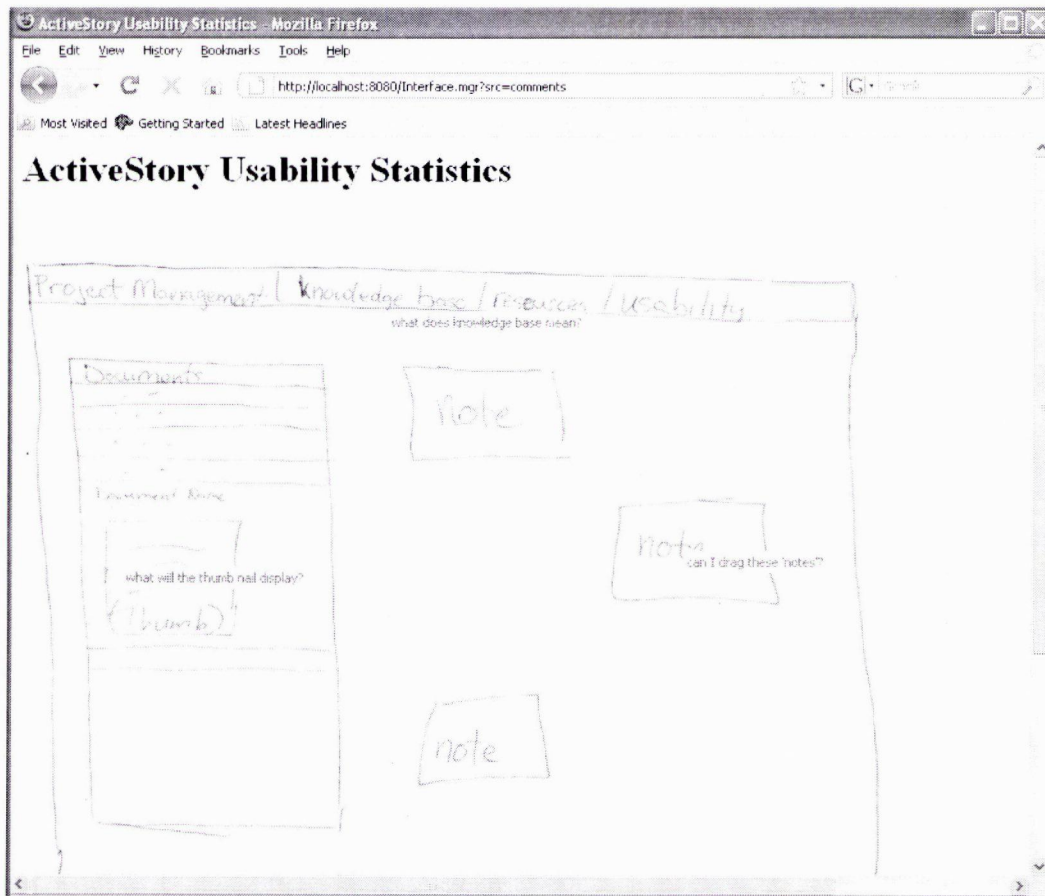 ActiveStory Usability Statistics - Mozilla Firefox
File Edit View History Bookmarks Tools Help
http://localhost:8080/Interface.mgr?src=comments
G
Most Visited Getting Started Latest Headlines
ActiveStory Usability Statistics
Project Management / knowledge base / resources / usability
what does knowledge base mean?
Documents
note
Document Name
note
can I drag these 'notes'?
what will the thumb nail display?
(Thumb)
note